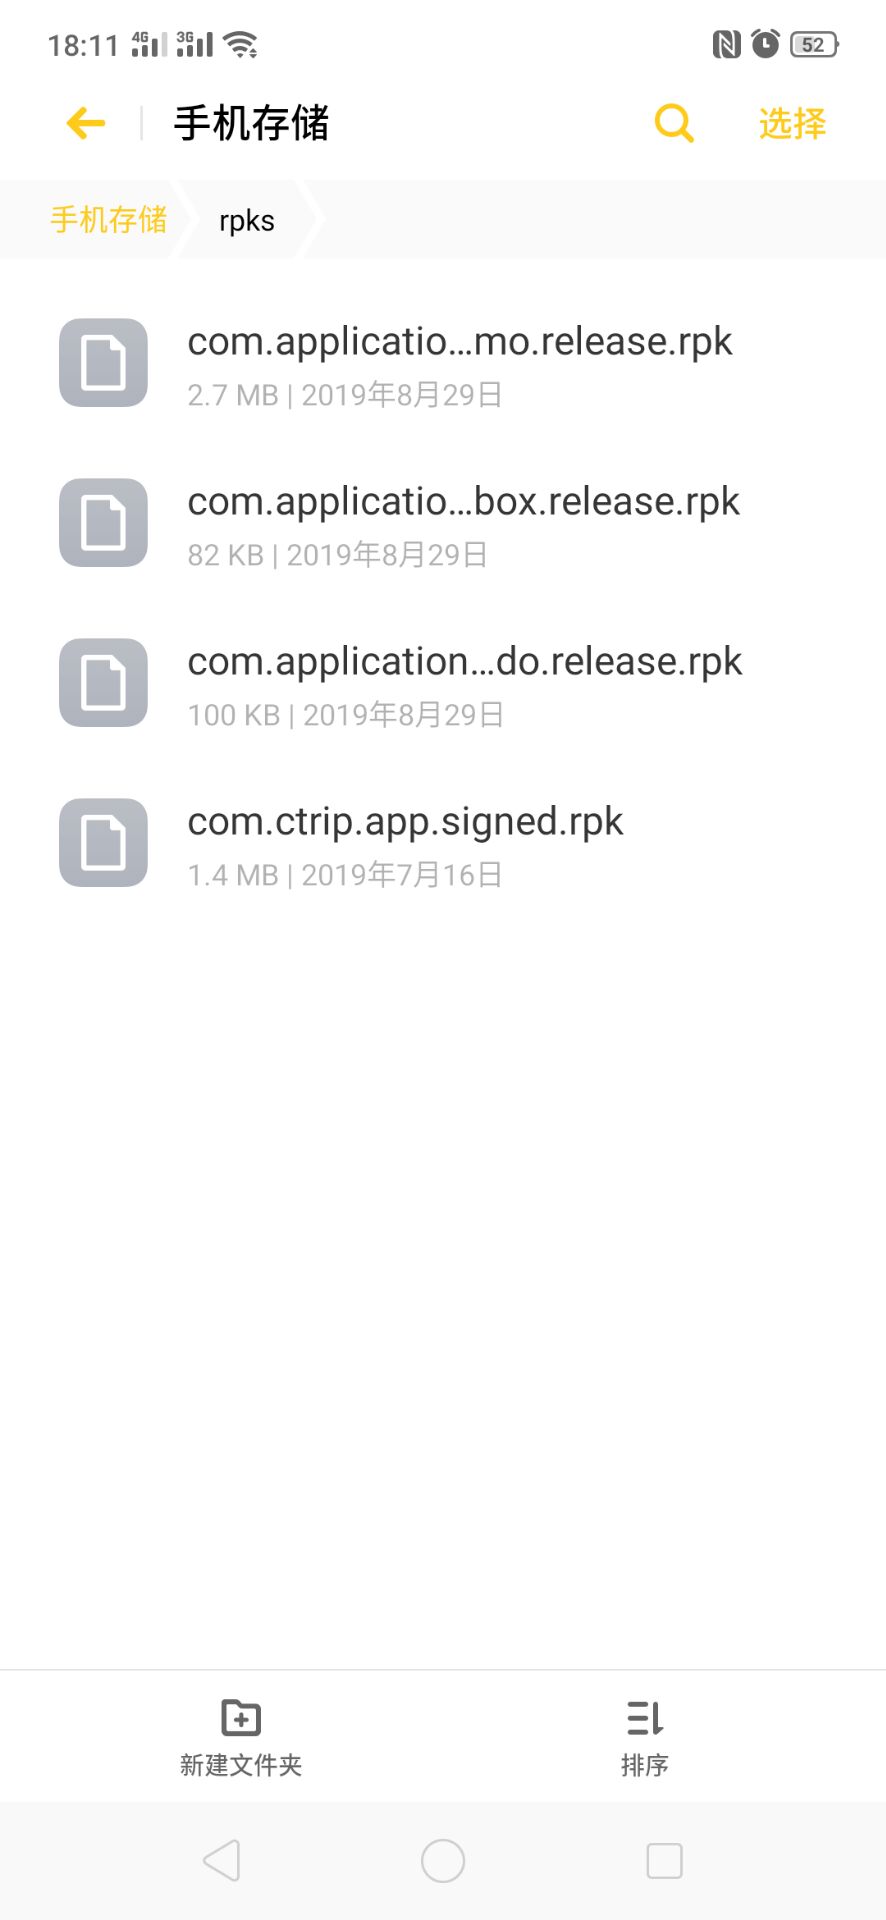 18:11 4G 3G 52
手机存储 选择
手机存储 rpks
com.applicatio...mo.release.rpk
2.7 MB | 2019年8月29日
com.applicatio...box.release.rpk
82 KB | 2019年8月29日
com.application...do.release.rpk
100 KB | 2019年8月29日
com.ctrip.app.signed.rpk
1.4 MB | 2019年7月16日
新建文件夹 排序